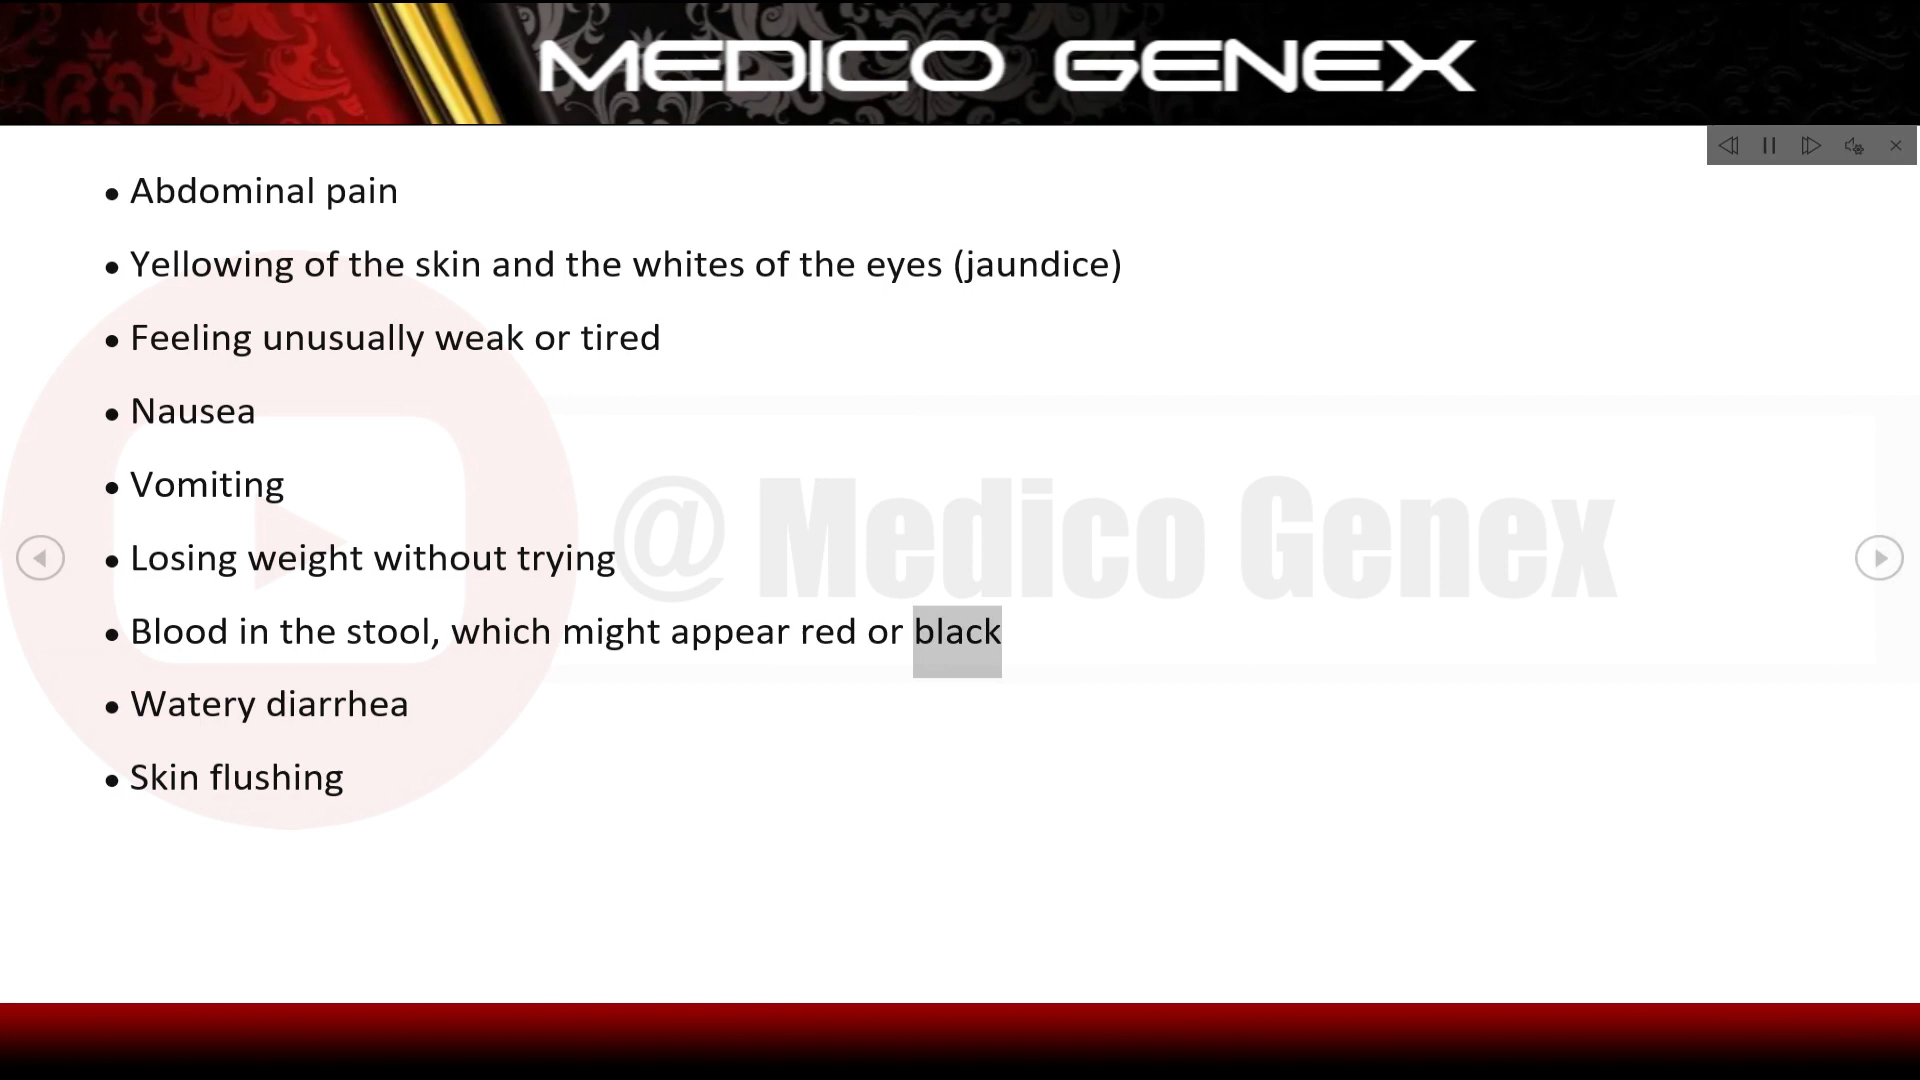 MEDICO GENEX
• Abdominal pain
• Yellowing of the skin and the whites of the eyes (jaundice)
• Feeling unusually weak or tired
• Nausea
• Vomiting
• Losing weight without trying
@ Medico Genex
• Blood in the stool, which might appear red or black
• Watery diarrhea
• Skin flushing